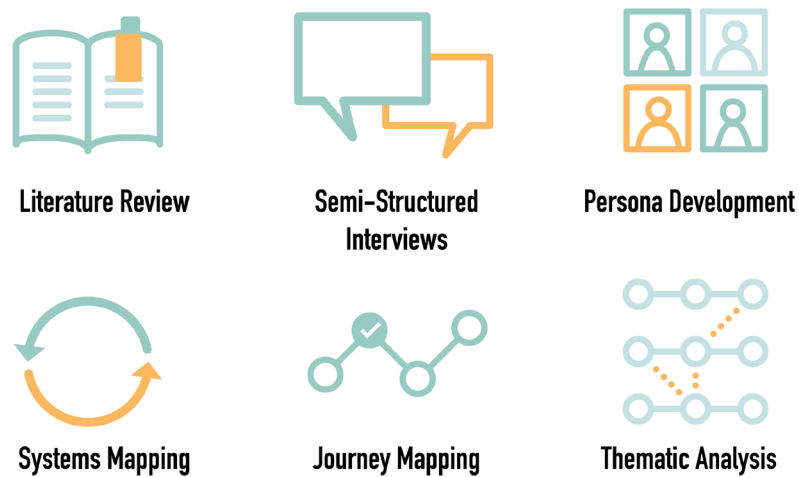 Literature Review
Semi-Structured
Interviews
Persona Development
Systems Mapping
Journey Mapping
Thematic Analysis